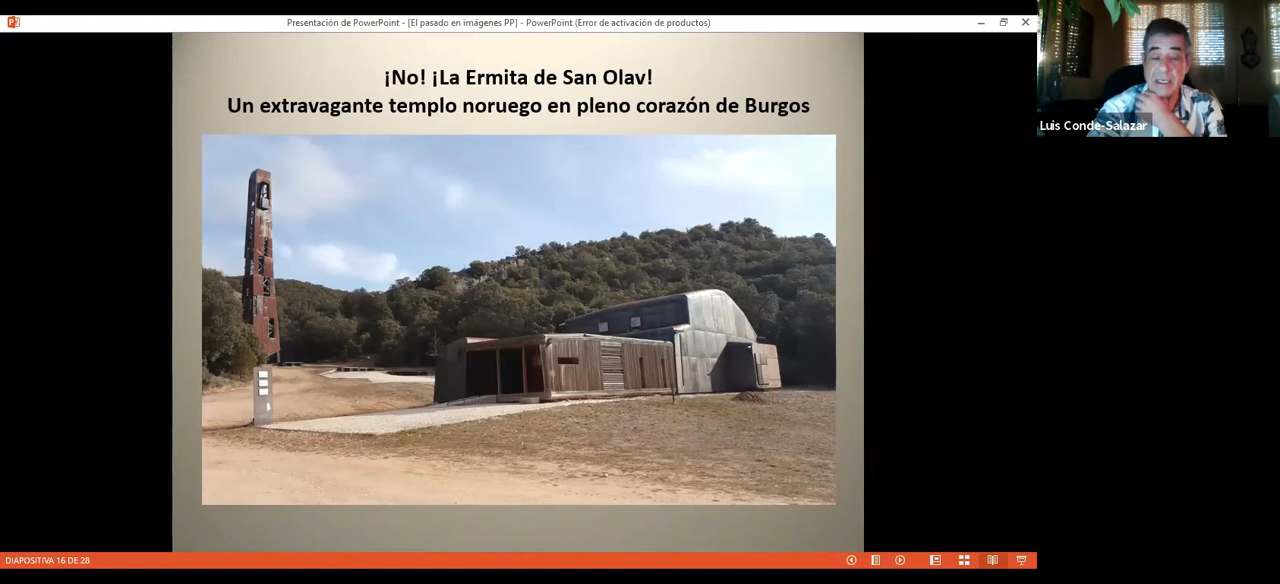 Presentación de PowerPoint - [El pasado en imágenes PP] - PowerPoint (Error de activación de productos)
¡No! ¡La Ermita de San Olav!
Un extravagante templo noruego en pleno corazón de Burgos
Luis Conde-Salazar
DIAPOSITIVA 16 DE 28